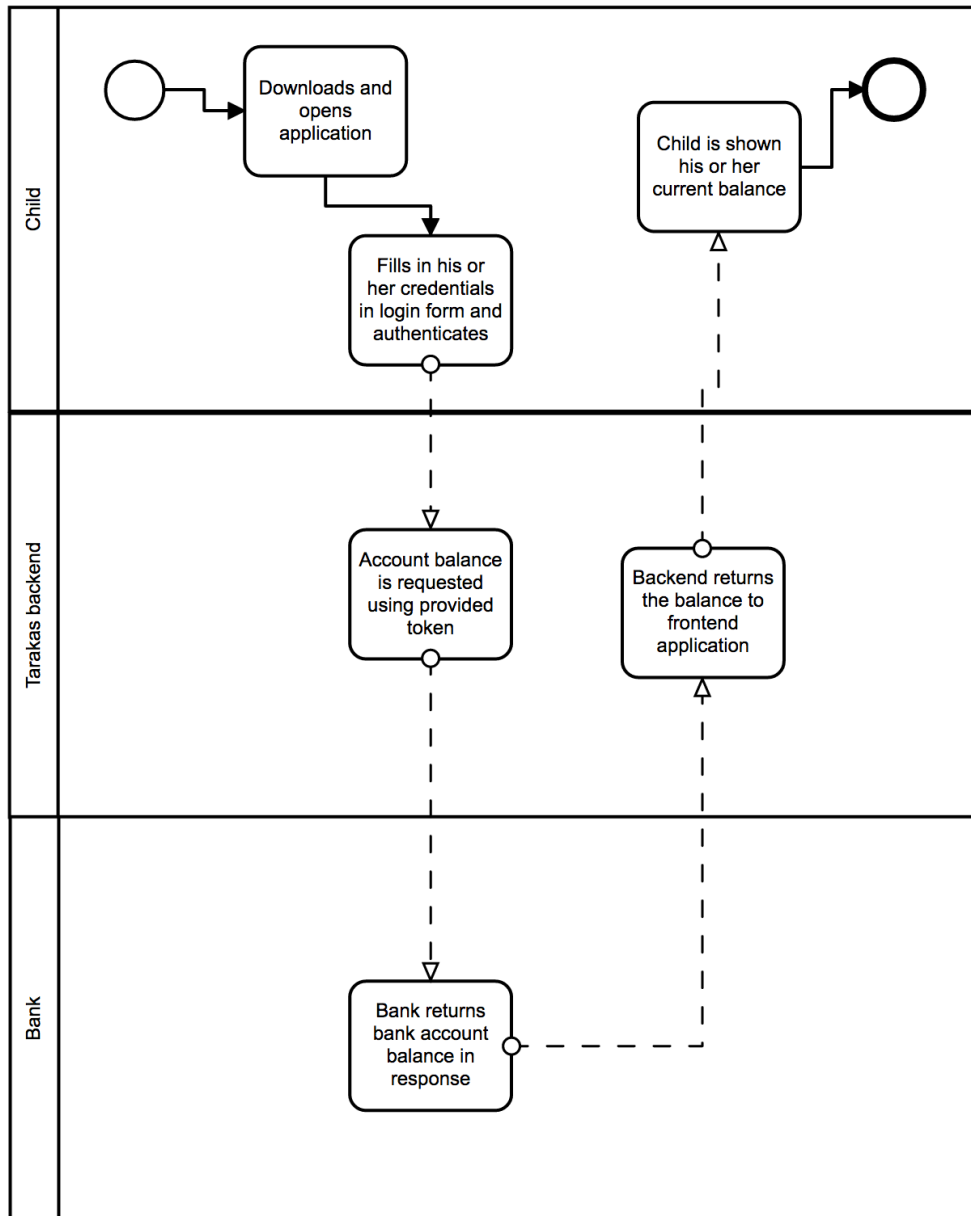 Child
Downloads and
opens
application
Fills in his or
her credentials
in login form and
authenticates
Child is shown
his or her
current balance
Tarakas backend
Account balance
is requested
using provided
token
Backend returns
the balance to
frontend
application
Bank
Bank returns
bank account
balance in
response